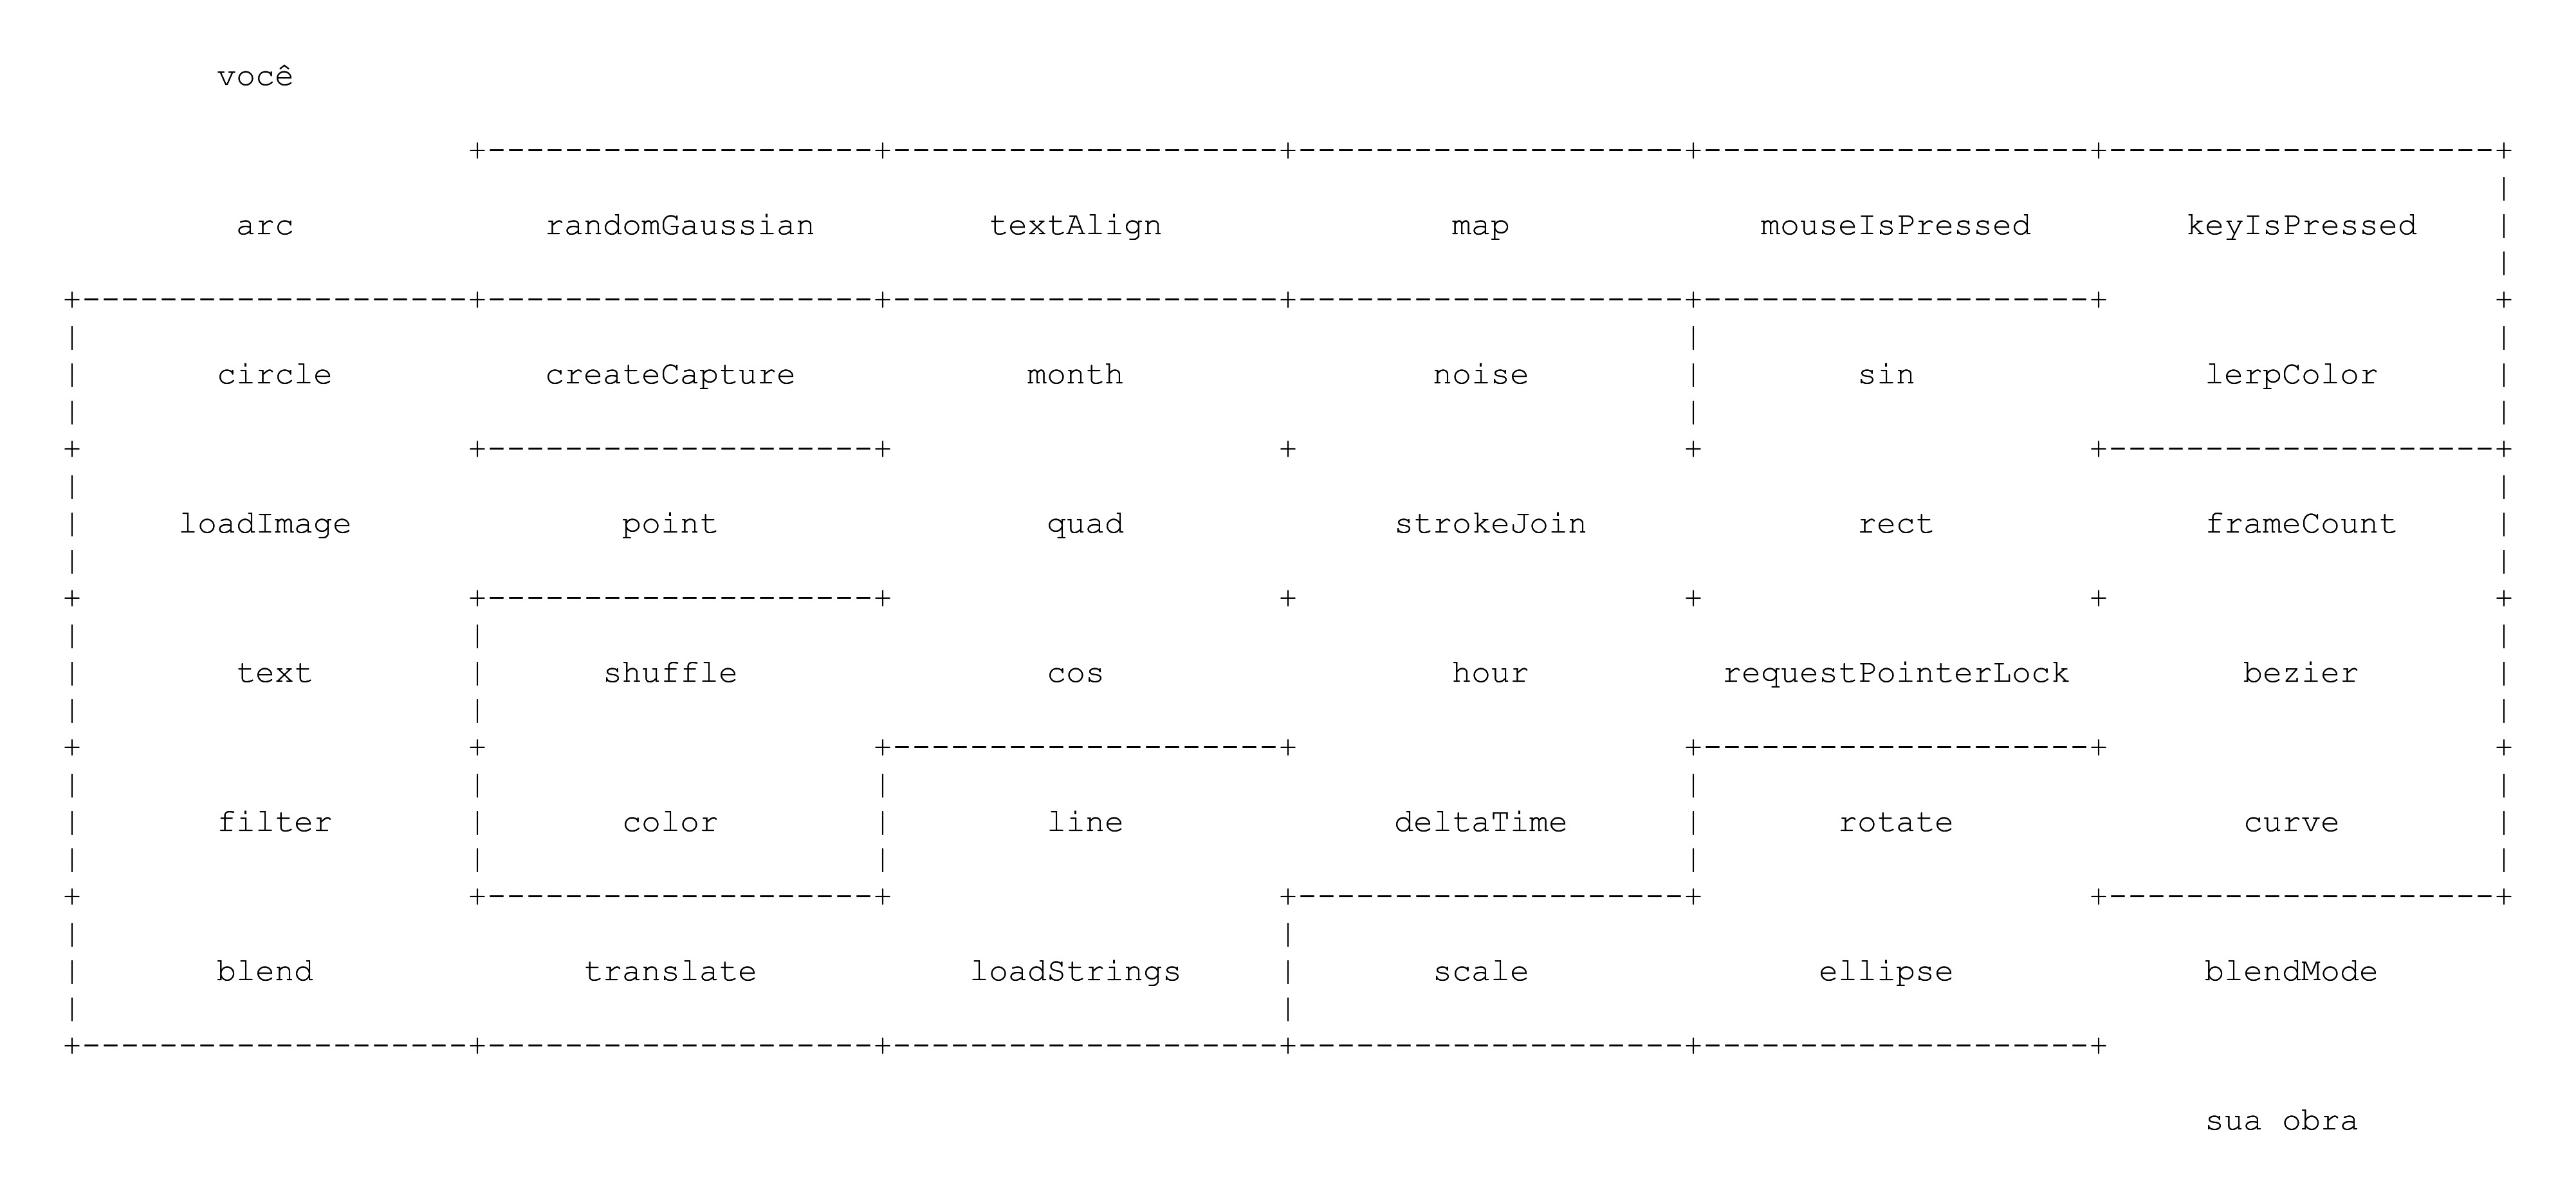 você
arc randomGaussian textAlign map mouseIsPressed keyIsPressed
circle createCapture month noise sin lerpColor
loadImage point quad strokeJoin rect frameCount
text shuffle cos hour requestPointerLock bezier
filter color line deltaTime rotate curve
blend translate loadStrings scale ellipse blendMode
sua obra